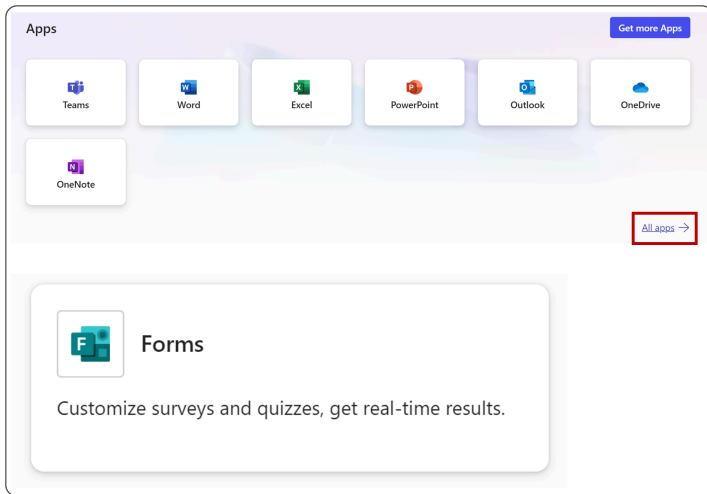 Apps
Get more Apps
Teams
Word
Excel
PowerPoint
Outlook
OneDrive
OneNote
All apps →
Forms
Customize surveys and quizzes, get real-time results.